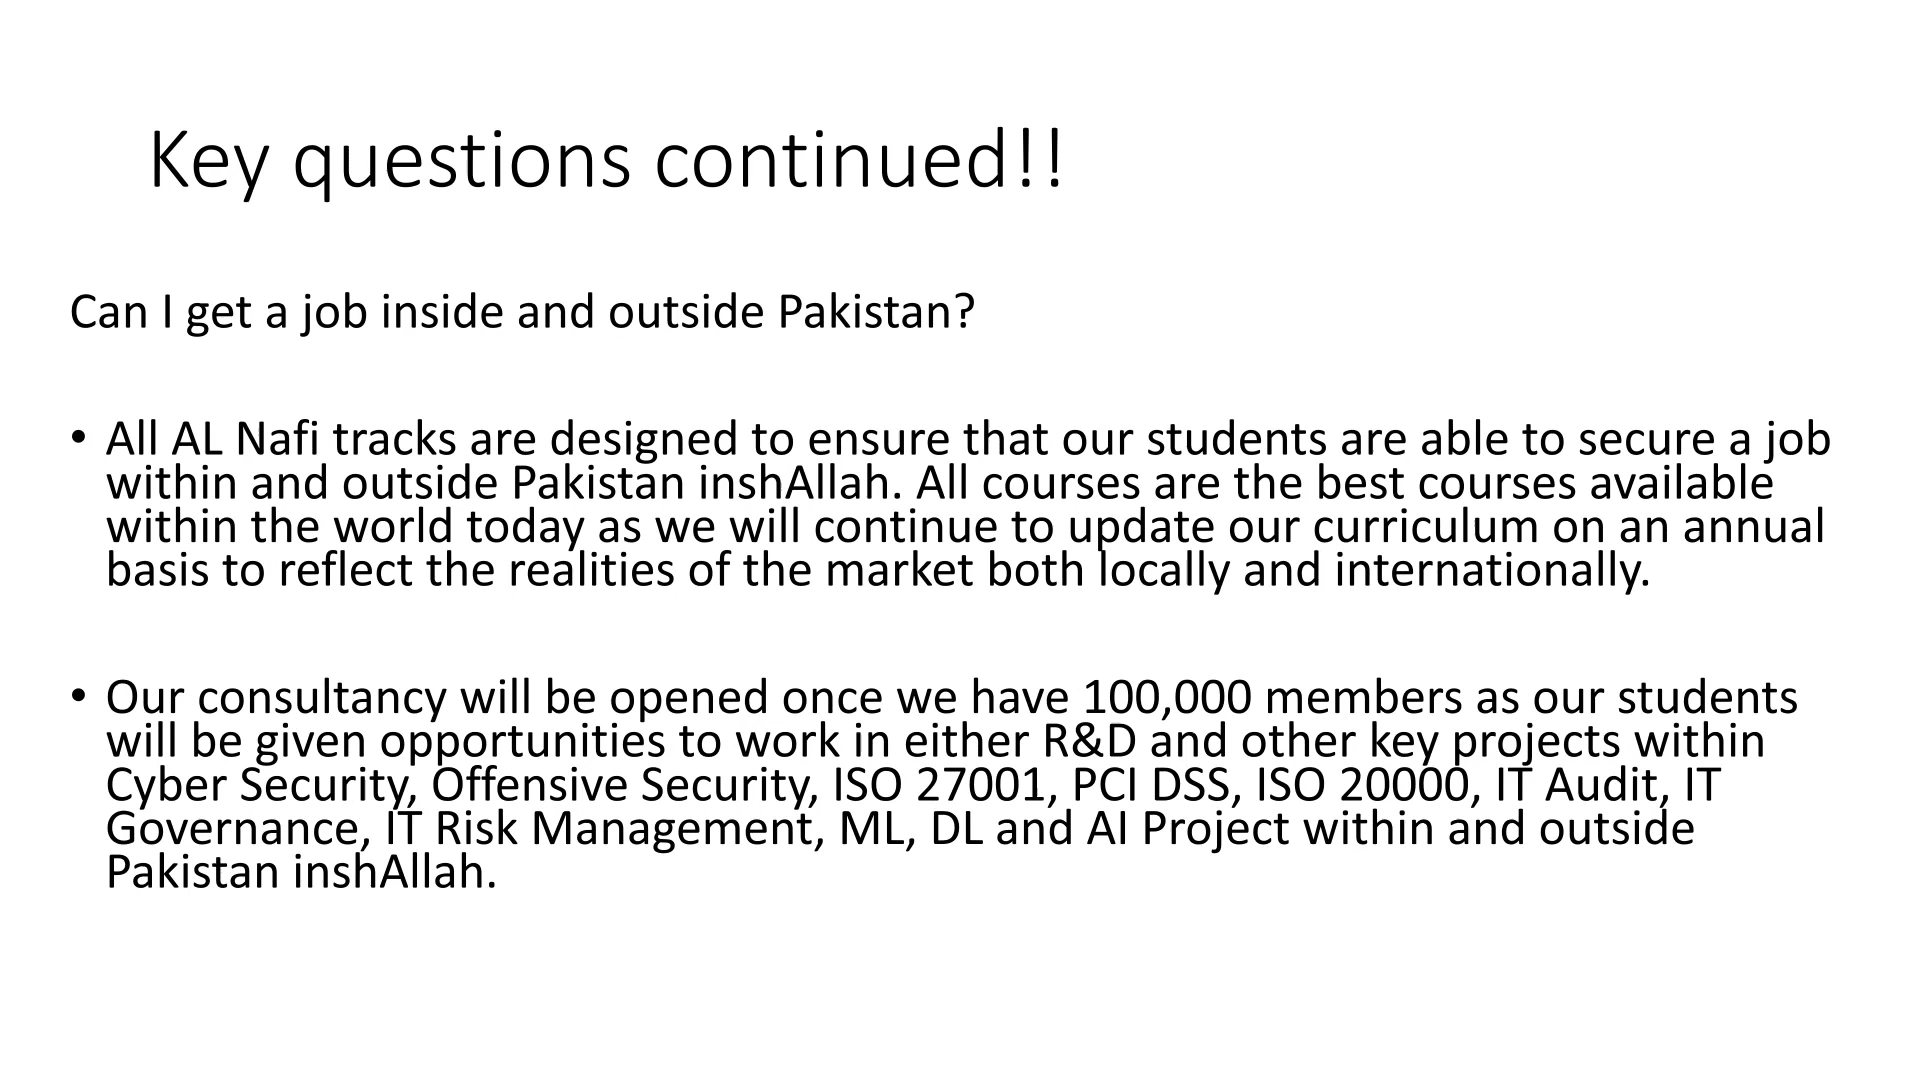 Key questions continued!!
Can I get a job inside and outside Pakistan?
• All AL Nafi tracks are designed to ensure that our students are able to secure a job
within and outside Pakistan inshAllah. All courses are the best courses available
within the world today as we will continue to update our curriculum on an annual
basis to reflect the realities of the market both locally and internationally.
• Our consultancy will be opened once we have 100,000 members as our students
will be given opportunities to work in either R&D and other key projects within
Cyber Security, Offensive Security, ISO 27001, PCI DSS, ISO 20000, IT Audit, IT
Governance, IT Risk Management, ML, DL and AI Project within and outside
Pakistan inshAllah.